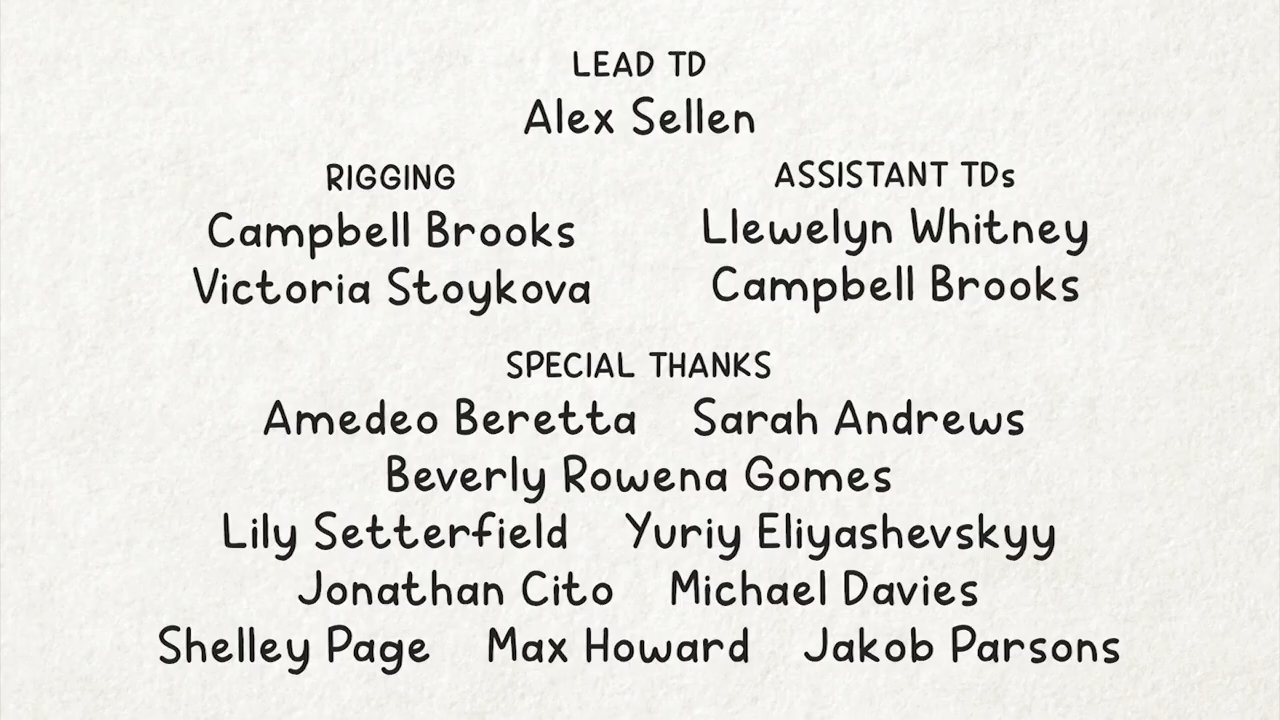 LEAD TD
Alex Sellen
RIGGING
Campbell Brooks
Victoria Stoykova
ASSISTANT TDs
Llewelyn Whitney
Campbell Brooks
SPECIAL THANKS
Amedeo Beretta Sarah Andrews
Beverly Rowena Gomes
Lily Setterfield Yuriy Eliyashevskyy
Jonathan Cito Michael Davies
Shelley Page Max Howard Jakob Parsons